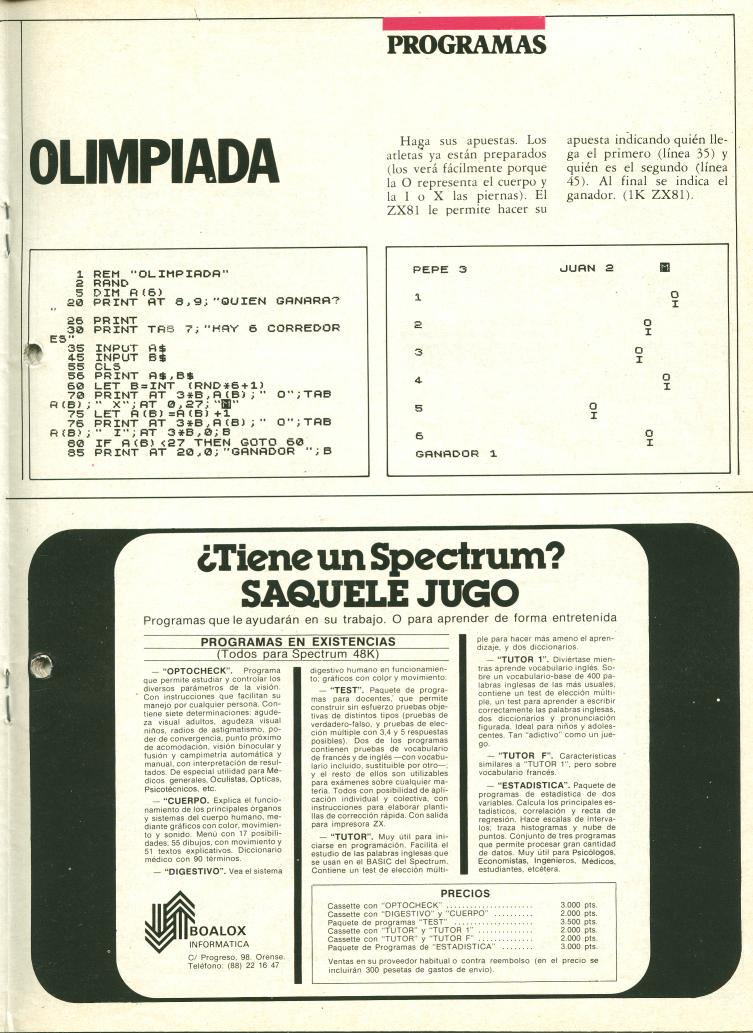 PROGRAMAS
OLIMPIADA
Haga sus apuestas. Los
atletas ya están preparados
(los verá fácilmente porque
la O representa el cuerpo y
la I o X las piernas). El
ZX81 le permite hacer su
apuesta indicando quién lle-
ga el primero (línea 35) y
quién es el segundo (línea
45). Al final se indica el
ganador. (1K ZX81).
1 REM "OLIMPIADA"
2 RAND
5 DIM A(6)
20 PRINT AT 8,9;"QUIEN GANARA?
"
26 PRINT
30 PRINT TAB 7;"HAY 6 CORREDOR
ES"
35 INPUT A$
45 INPUT B$
55 CLS
56 PRINT A$,B$
60 LET B=INT (RND*6+1)
70 PRINT AT 3*B,A(B);" O";TAB
A(B);" X";AT 0,27;"M"
75 LET A(B)=A(B)+1
76 PRINT AT 3*B,A(B);" O";TAB
A(B);" I";AT 3*B,0;B
80 IF A(B)<27 THEN GOTO 60
85 PRINT AT 20,0;"GANADOR ";B
PEPE 3 JUAN 2 M
1 O
I
2 O
I
3 O
I
4 O
I
5 O
I
6 O
I
GANADOR 1
¿Tiene un Spectrum?
SAQUELE JUGO
Programas que le ayudarán en su trabajo. O para aprender de forma entretenida
PROGRAMAS EN EXISTENCIAS
(Todos para Spectrum 48K)
— "OPTOCHECK". Programa
que permite estudiar y controlar los
diversos parámetros de la visión.
Con instrucciones que facilitan su
manejo por cualquier persona. Con-
tiene siete determinaciones: agude-
za visual adultos, agudeza visual
niños, radios de astigmatismo, po-
der de convergencia, punto próximo
de acomodación, visión binocular y
fusión y campimetría automática y
manual, con interpretación de resul-
tados. De especial utilidad para Mé-
dicos generales, Oculistas, Opticas,
Psicotécnicos, etc.
— "CUERPO. Explica el funcio-
namiento de los principales órganos
y sistemas del cuerpo humano, me-
diante gráficos con color, movimien-
to y sonido. Menú con 17 posibili-
dades; 55 dibujos, con movimiento y
51 textos explicativos. Diccionario
médico con 90 términos.
— "DIGESTIVO". Vea el sistema
digestivo humano en funcionamien-
to; gráficos con color y movimiento.
— "TEST". Paquete de progra-
mas para docentes, que permite
construir sin esfuerzo pruebas obje-
tivas de distintos tipos (pruebas de
verdadero-falso, y pruebas de elec-
ción múltiple con 3,4 y 5 respuestas
posibles). Dos de los programas
contienen pruebas de vocabulario
de francés y de inglés —con vocabu-
lario incluido, sustituible por otro—;
y el resto de ellos son utilizables
para exámenes sobre cualquier ma-
teria. Todos con posibilidad de apli-
cación individual y colectiva, con
instrucciones para elaborar planti-
llas de corrección rápida. Con salida
para impresora ZX.
— "TUTOR". Muy útil para ini-
ciarse en programación. Facilita el
estudio de las palabras inglesas que
se usan en el BASIC del Spectrum.
Contiene un test de elección múlti-
ple para hacer más ameno el apren-
dizaje, y dos diccionarios.
— "TUTOR 1". Diviértase mien-
tras aprende vocabulario inglés. So-
bre un vocabulario-base de 400 pa-
labras inglesas de las más usuales,
contiene un test de elección múlti-
ple, un test para aprender a escribir
correctamente las palabras inglesas,
dos diccionarios y pronunciación
figurada. Ideal para niños y adoles-
centes. Tan "adictivo" como un jue-
go.
— "TUTOR F". Características
similares a "TUTOR 1", pero sobre
vocabulario francés.
— "ESTADISTICA". Paquete de
programas de estadística de dos
variables. Calcula los principales es-
tadísticos, correlación y recta de
regresión. Hace escalas de interva-
los; traza histogramas y nube de
puntos. Conjunto de tres programas
que permite procesar gran cantidad
de datos. Muy útil para Psicólogos,
Economistas, Ingenieros, Médicos,
estudiantes, etcétera.
BOALOX
INFORMATICA
C/ Progreso, 98. Orense.
Teléfono: (88) 22 16 47
PRECIOS
Cassette con "OPTOCHECK" .................... 3.000 pts.
Cassette con "DIGESTIVO" y "CUERPO" .......... 2.000 pts.
Paquete de programas "TEST" .................... 3.500 pts.
Cassette con "TUTOR" y "TUTOR 1" ............. 2.000 pts.
Cassette con "TUTOR" y "TUTOR F" ............. 2.000 pts.
Paquete de Programas de "ESTADISTICA" ........ 3.000 pts.
Ventas en su proveedor habitual o contra reembolso (en el precio se
incluirán 300 pesetas de gastos de envío).